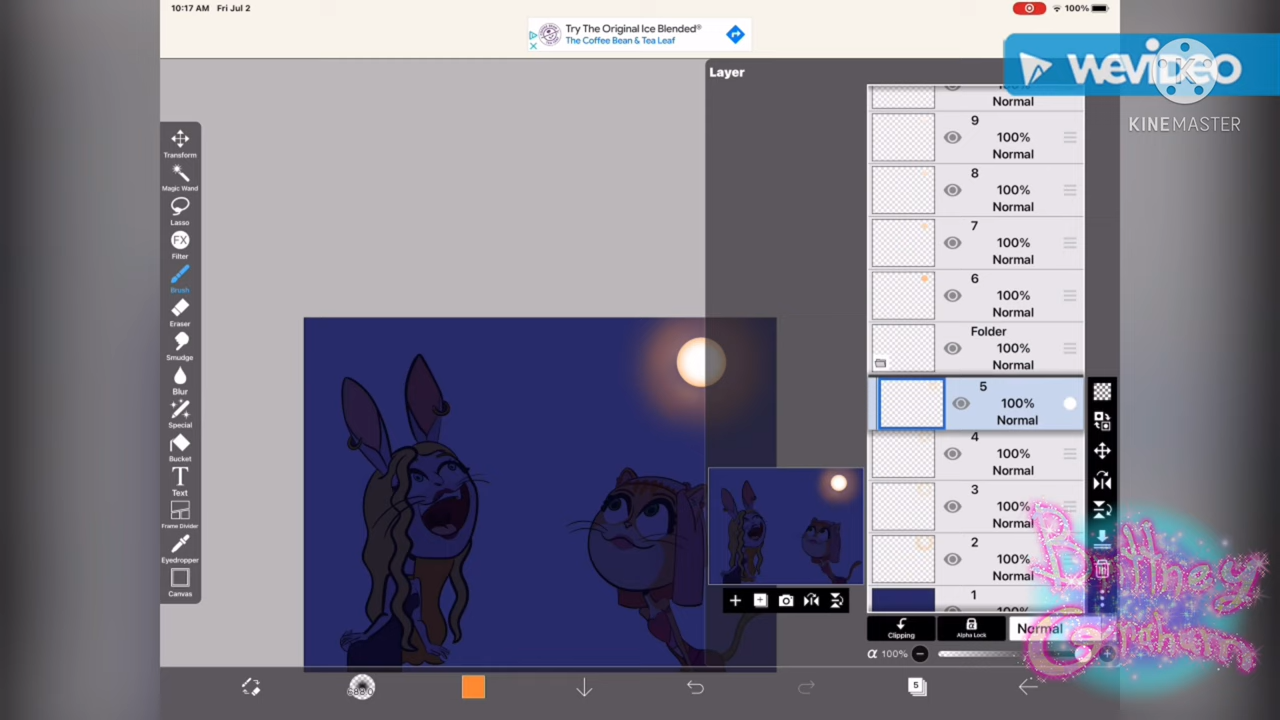 10:17 AM Fri Jul 2
100%
Try The Original Ice Blended®
The Coffee Bean & Tea Leaf
WEVIDEO
K
KINEMASTER
Layer
Transform
Magic Wand
Lasso
FX
Filter
Brush
Eraser
Smudge
Blur
Special
Bucket
T
Text
Frame Divider
Eyedropper
Canvas
Normal
9
100%
Normal
8
100%
Normal
7
100%
Normal
6
100%
Normal
Folder
100%
Normal
5
100%
Normal
4
100%
Normal
3
100%
Normal
2
100%
Normal
1
Clipping
Alpha Lock
Normal
α 100%
5